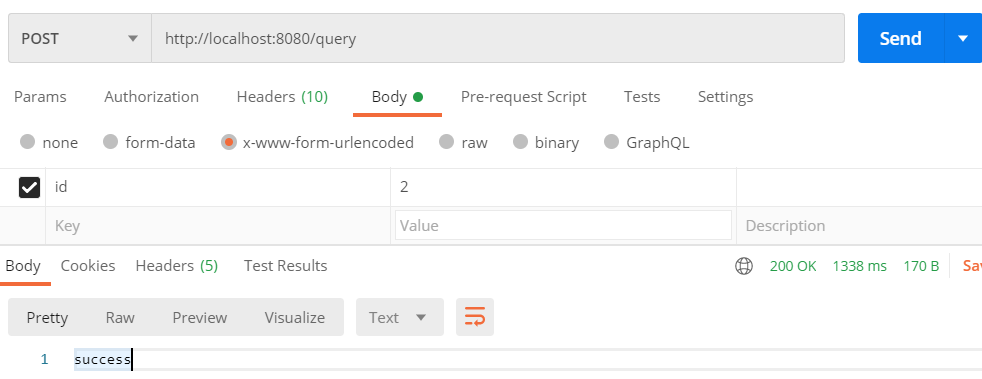 POST http://localhost:8080/query Send
Params Authorization Headers (10) Body Pre-request Script Tests Settings
none form-data x-www-form-urlencoded raw binary GraphQL
id 2
Key Value Description
Body Cookies Headers (5) Test Results 200 OK 1338 ms 170 B Sav
Pretty Raw Preview Visualize Text
1 success